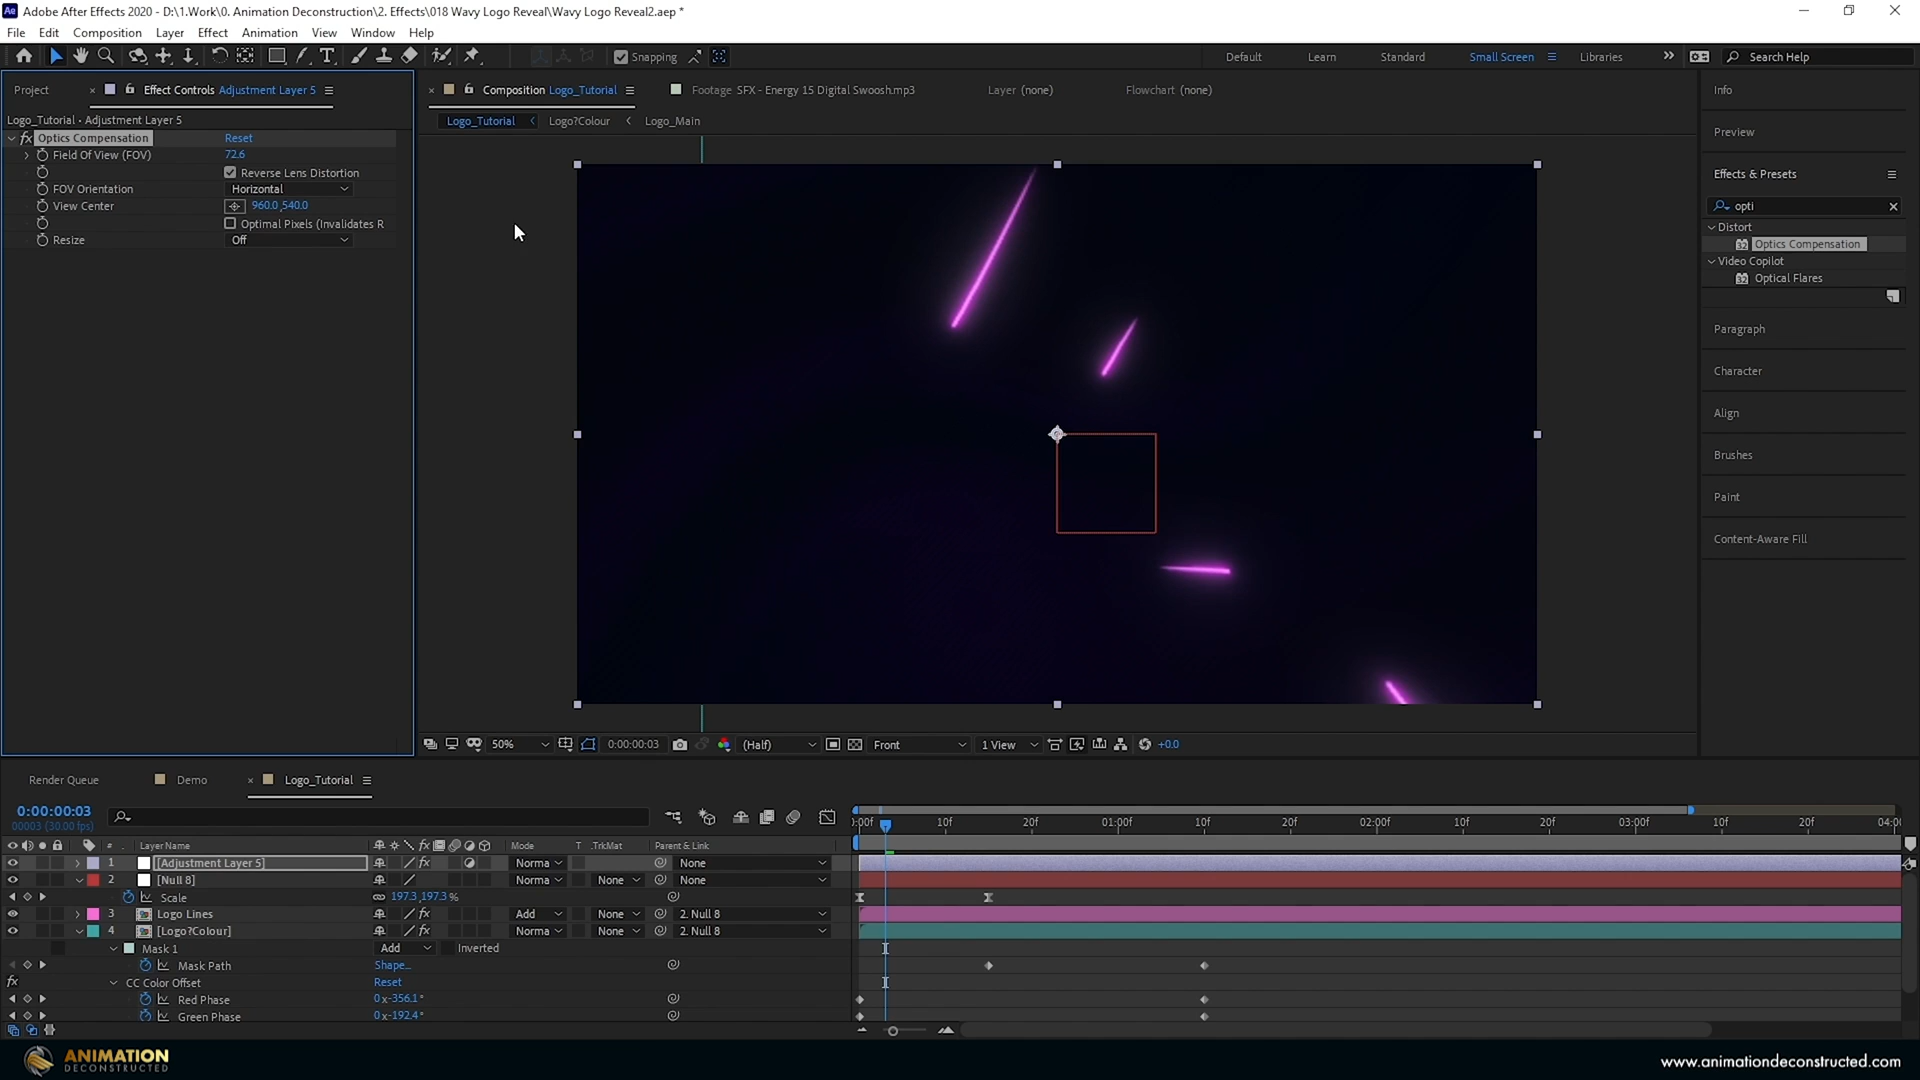 Ae Adobe After Effects 2020 - D:\1.Work\0. Animation Deconstruction\2. Effects\018 Wavy Logo Reveal\Wavy Logo Reveal2.aep *
File Edit Composition Layer Effect Animation View Window Help
Snapping Default Learn Standard Small Screen Libraries Search Help
Project Effect Controls Adjustment Layer 5
Composition Logo_Tutorial Footage SFX - Energy 15 Digital Swoosh.mp3 Layer (none) Flowchart (none)
Logo_Tutorial • Adjustment Layer 5
Logo_Tutorial Logo?Colour Logo_Main
fx Optics Compensation Reset
Field Of View (FOV) 72.6
Reverse Lens Distortion
FOV Orientation Horizontal
View Center 960.0,540.0
Optimal Pixels (Invalidates R
Resize Off
Info
Preview
Effects & Presets
opti
Distort
Optics Compensation
Video Copilot
Optical Flares
Paragraph
Character
Align
Brushes
Paint
Content-Aware Fill
50% 0:00:00:03 (Half) Front 1 View +0.0
Render Queue Demo Logo_Tutorial
0:00:00:03
00003 (30.00 fps)
:00f 10f 20f 01:00f 10f 20f 02:00f 10f 20f 03:00f 10f 20f 04:0
# Layer Name Mode T .TrkMat Parent & Link
1 [Adjustment Layer 5] Norma None
2 [Null 8] Norma None None
Scale 197.3,197.3%
3 Logo Lines Add None 2. Null 8
4 [Logo?Colour] Norma None 2. Null 8
Mask 1 Add Inverted
Mask Path Shape...
fx CC Color Offset Reset
Red Phase 0x-356.1°
Green Phase 0x-192.4°
ANIMATION
DECONSTRUCTED
www.animationdeconstructed.com